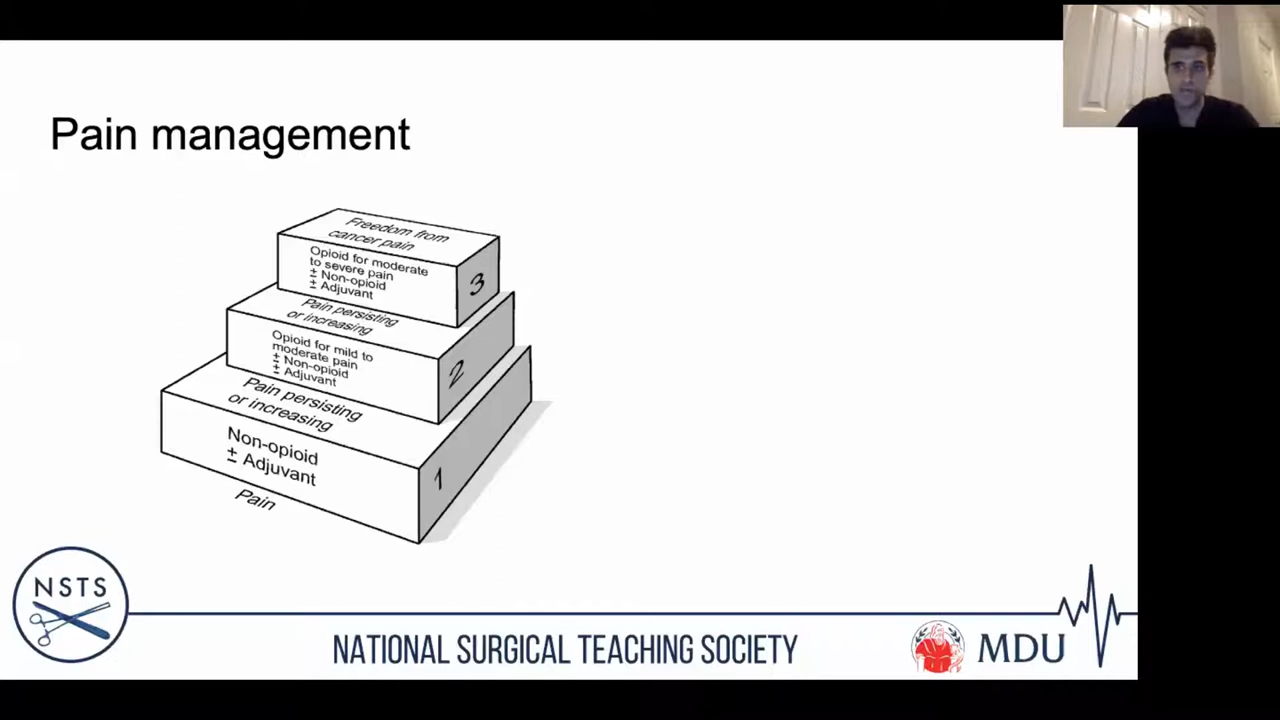 Pain management
Freedom from
cancer pain
Opioid for moderate
to severe pain
± Non-opioid
± Adjuvant
3
Pain persisting
or increasing
Opioid for mild to
moderate pain
± Non-opioid
± Adjuvant
2
Pain persisting
or increasing
Non-opioid
± Adjuvant
1
Pain
NSTS
NATIONAL SURGICAL TEACHING SOCIETY
MDU